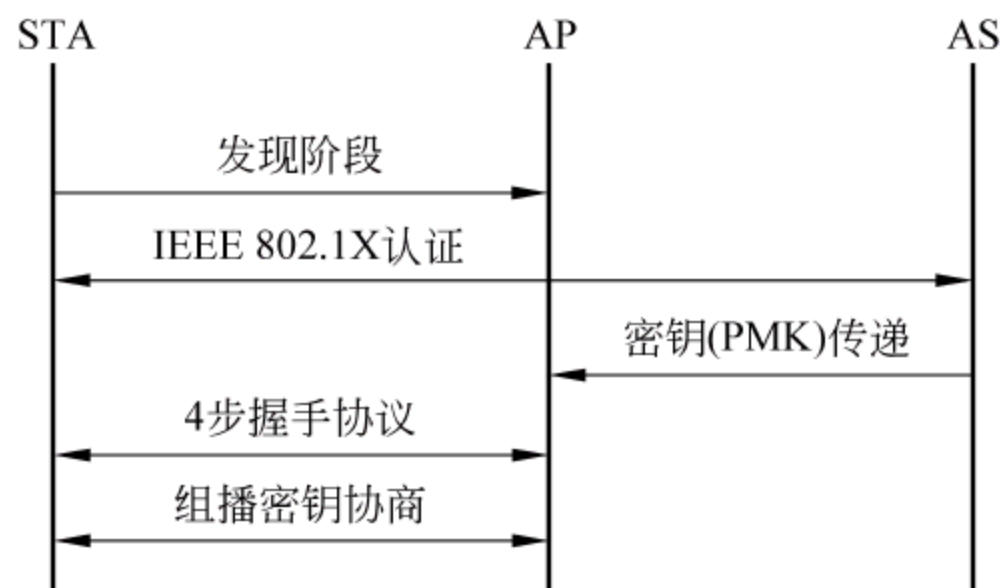 STA AP AS
发现阶段
IEEE 802.1X认证
密钥(PMK)传递
4步握手协议
组播密钥协商